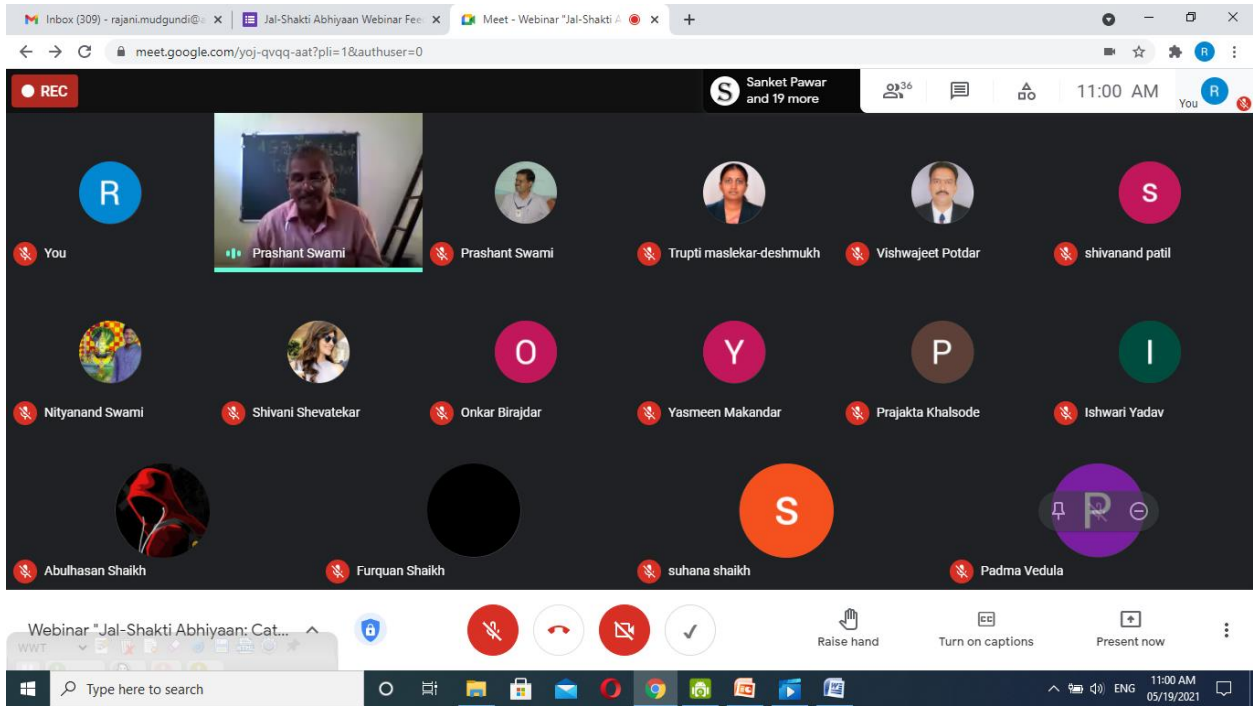 Inbox (309) - rajani.mudgundi@
Jal-Shakti Abhiyaan Webinar Fee
Meet - Webinar "Jal-Shakti A
meet.google.com/yoj-qvqq-aat?pli=1&authuser=0
R
REC
S
Sanket Pawar
and 19 more
36
11:00 AM
You
R
R
You
Prashant Swami
Prashant Swami
Trupti maslekar-deshmukh
Vishwajeet Potdar
S
shivanand patil
Nityanand Swami
Shivani Shevatekar
O
Onkar Birajdar
Y
Yasmeen Makandar
P
Prajakta Khalsode
I
Ishwari Yadav
Abulhasan Shaikh
Furquan Shaikh
S
suhana shaikh
P
Padma Vedula
Webinar "Jal-Shakti Abhiyaan: Cat...
WWT
Raise hand
CC
Turn on captions
Present now
Type here to search
ENG
11:00 AM
05/19/2021